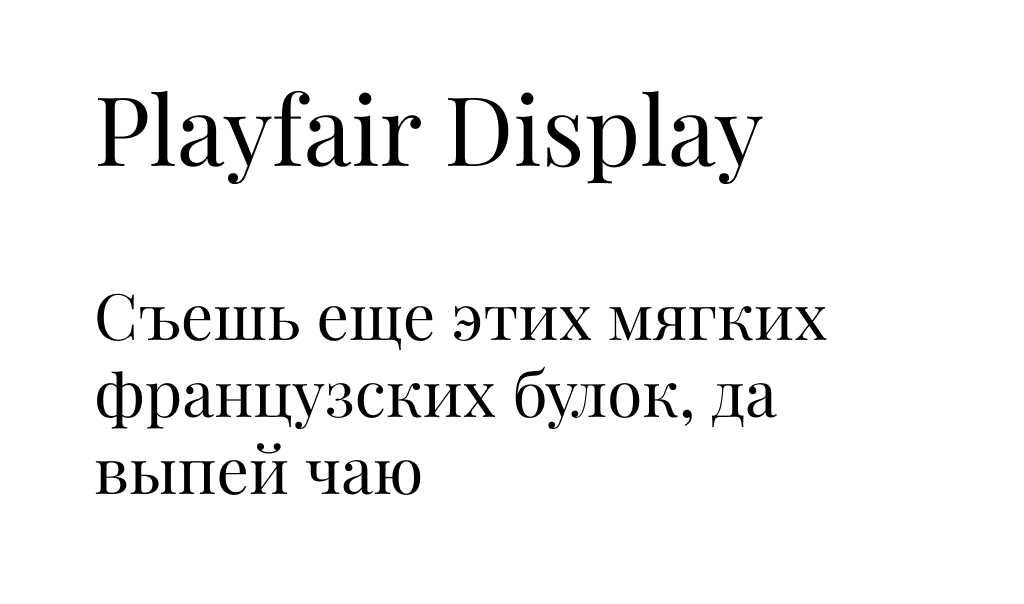 Playfair Display
Съешь еще этих мягких
французских булок, да
выпей чаю